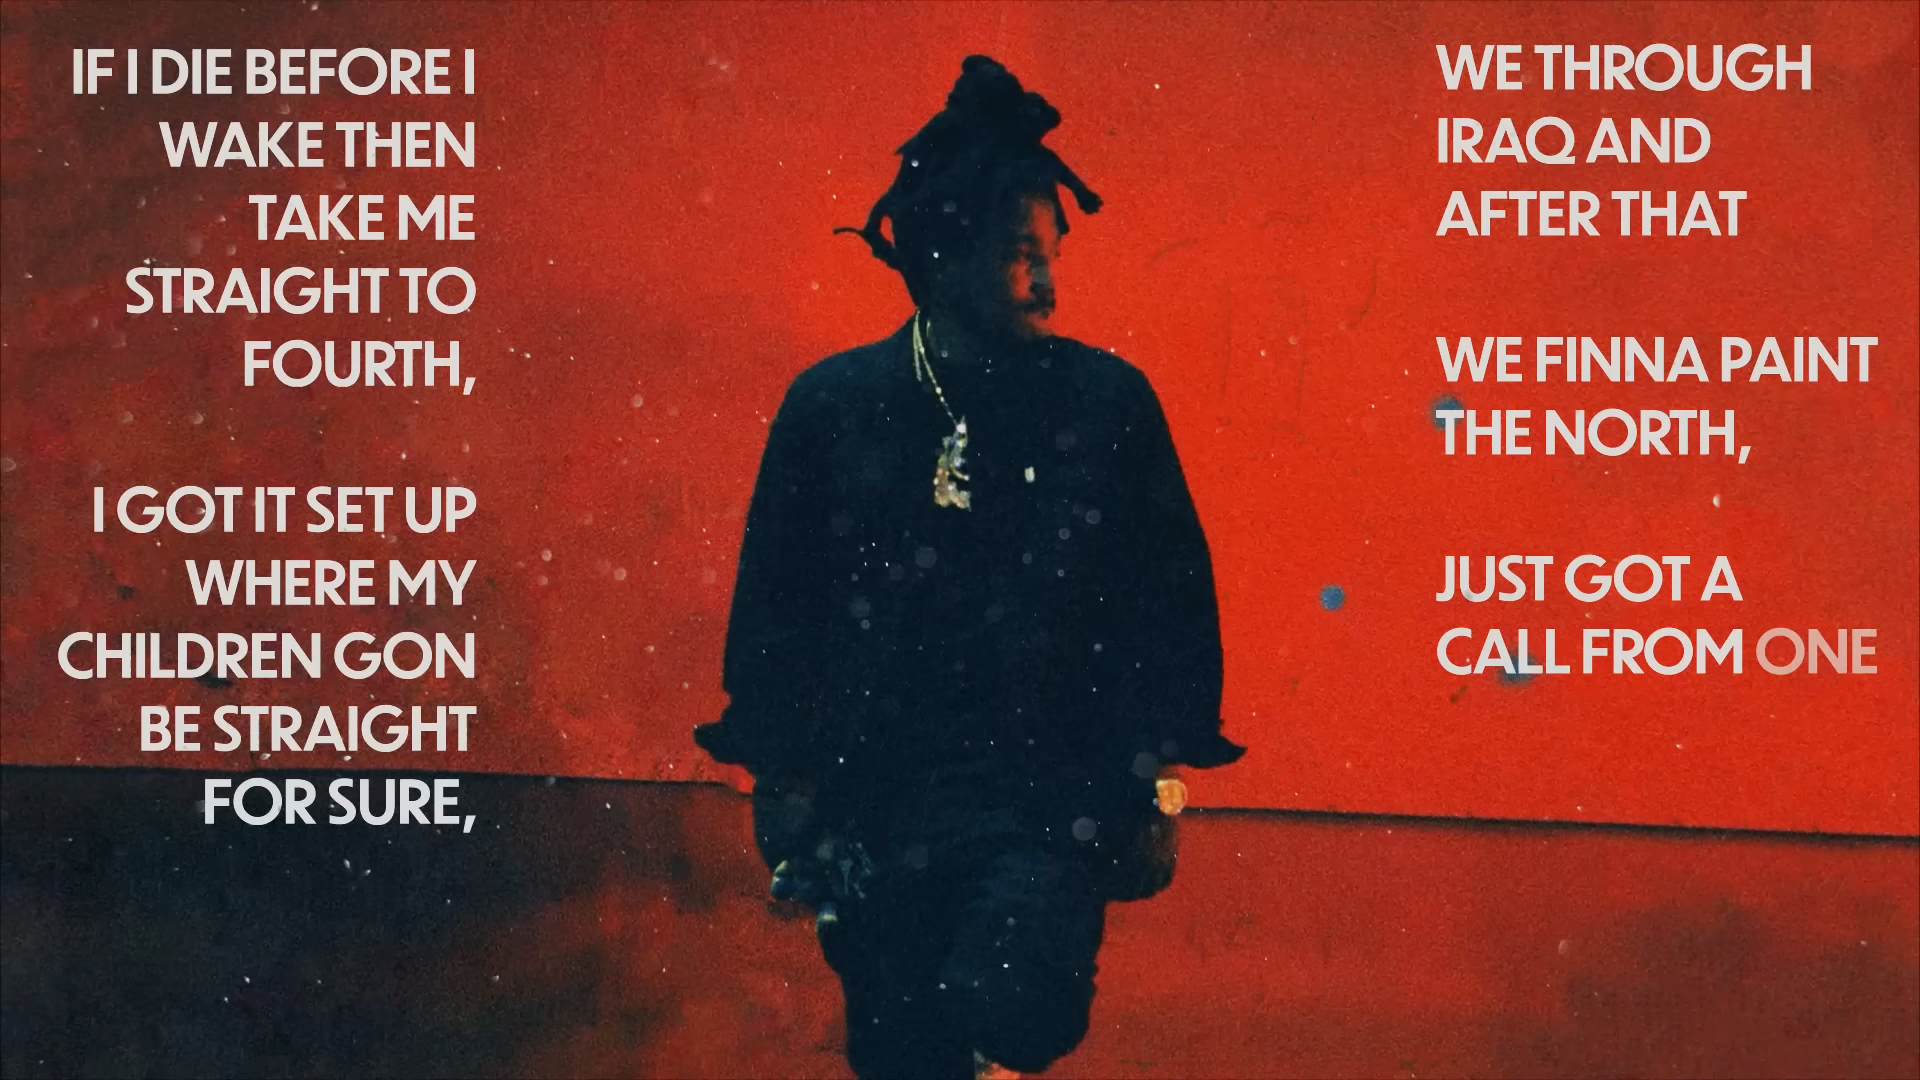 IF I DIE BEFORE I
WAKE THEN
TAKE ME
STRAIGHT TO
FOURTH,
I GOT IT SET UP
WHERE MY
CHILDREN GON
BE STRAIGHT
FOR SURE,
WE THROUGH
IRAQ AND
AFTER THAT
WE FINNA PAINT
THE NORTH,
JUST GOT A
CALL FROM ONE